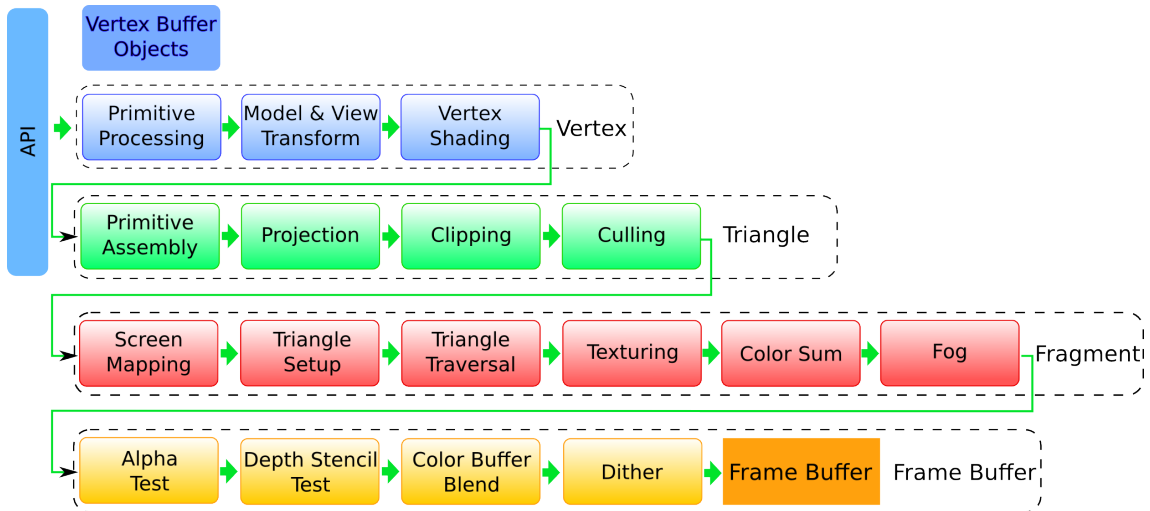 API
Vertex Buffer
Objects
Primitive
Processing
Model & View
Transform
Vertex
Shading
Vertex
Primitive
Assembly
Projection
Clipping
Culling
Triangle
Screen
Mapping
Triangle
Setup
Triangle
Traversal
Texturing
Color Sum
Fog
Fragment
Alpha
Test
Depth Stencil
Test
Color Buffer
Blend
Dither
Frame Buffer
Frame Buffer